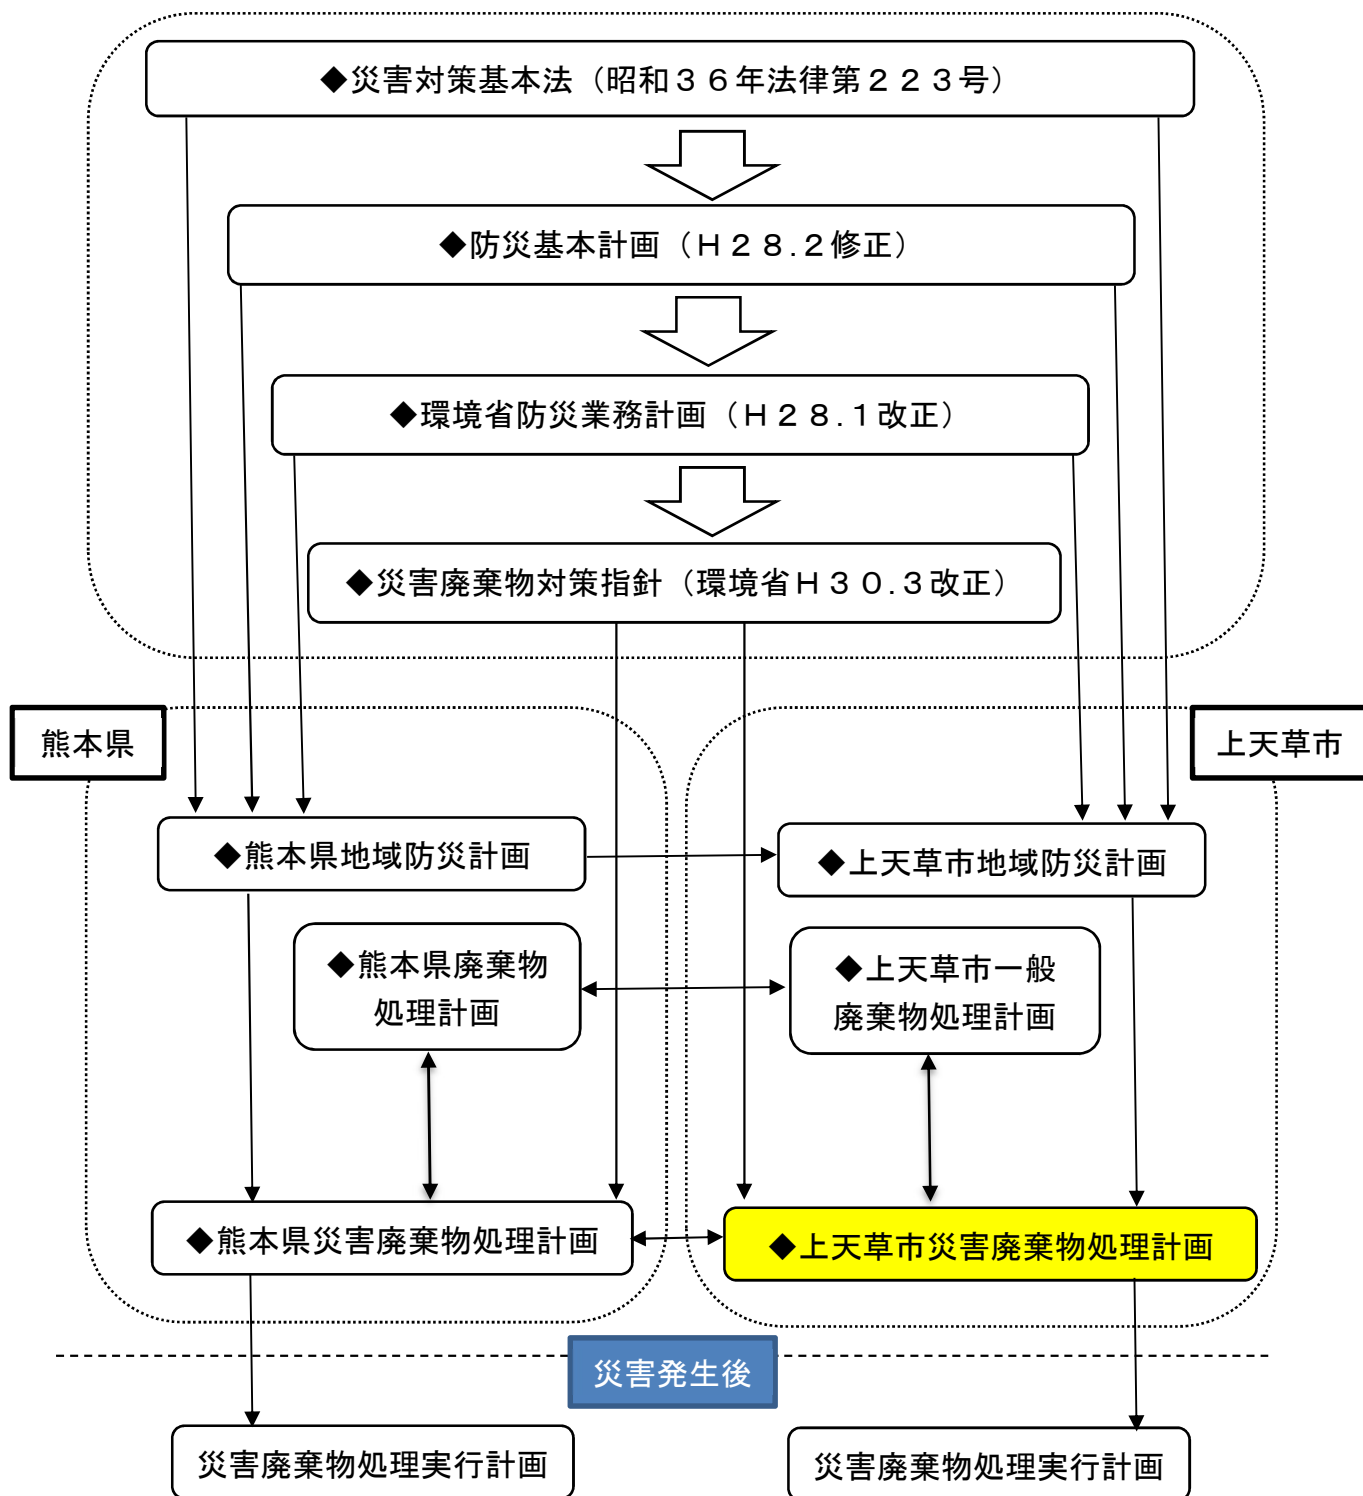 ◆災害対策基本法（昭和３６年法律第２２３号）
◆防災基本計画（Ｈ２８.２修正）
◆環境省防災業務計画（Ｈ２８.１改正）
◆災害廃棄物対策指針（環境省Ｈ３０.３改正）
熊本県
上天草市
◆熊本県地域防災計画
◆上天草市地域防災計画
◆熊本県廃棄物
処理計画
◆上天草市一般
廃棄物処理計画
◆熊本県災害廃棄物処理計画
◆上天草市災害廃棄物処理計画
災害発生後
災害廃棄物処理実行計画
災害廃棄物処理実行計画